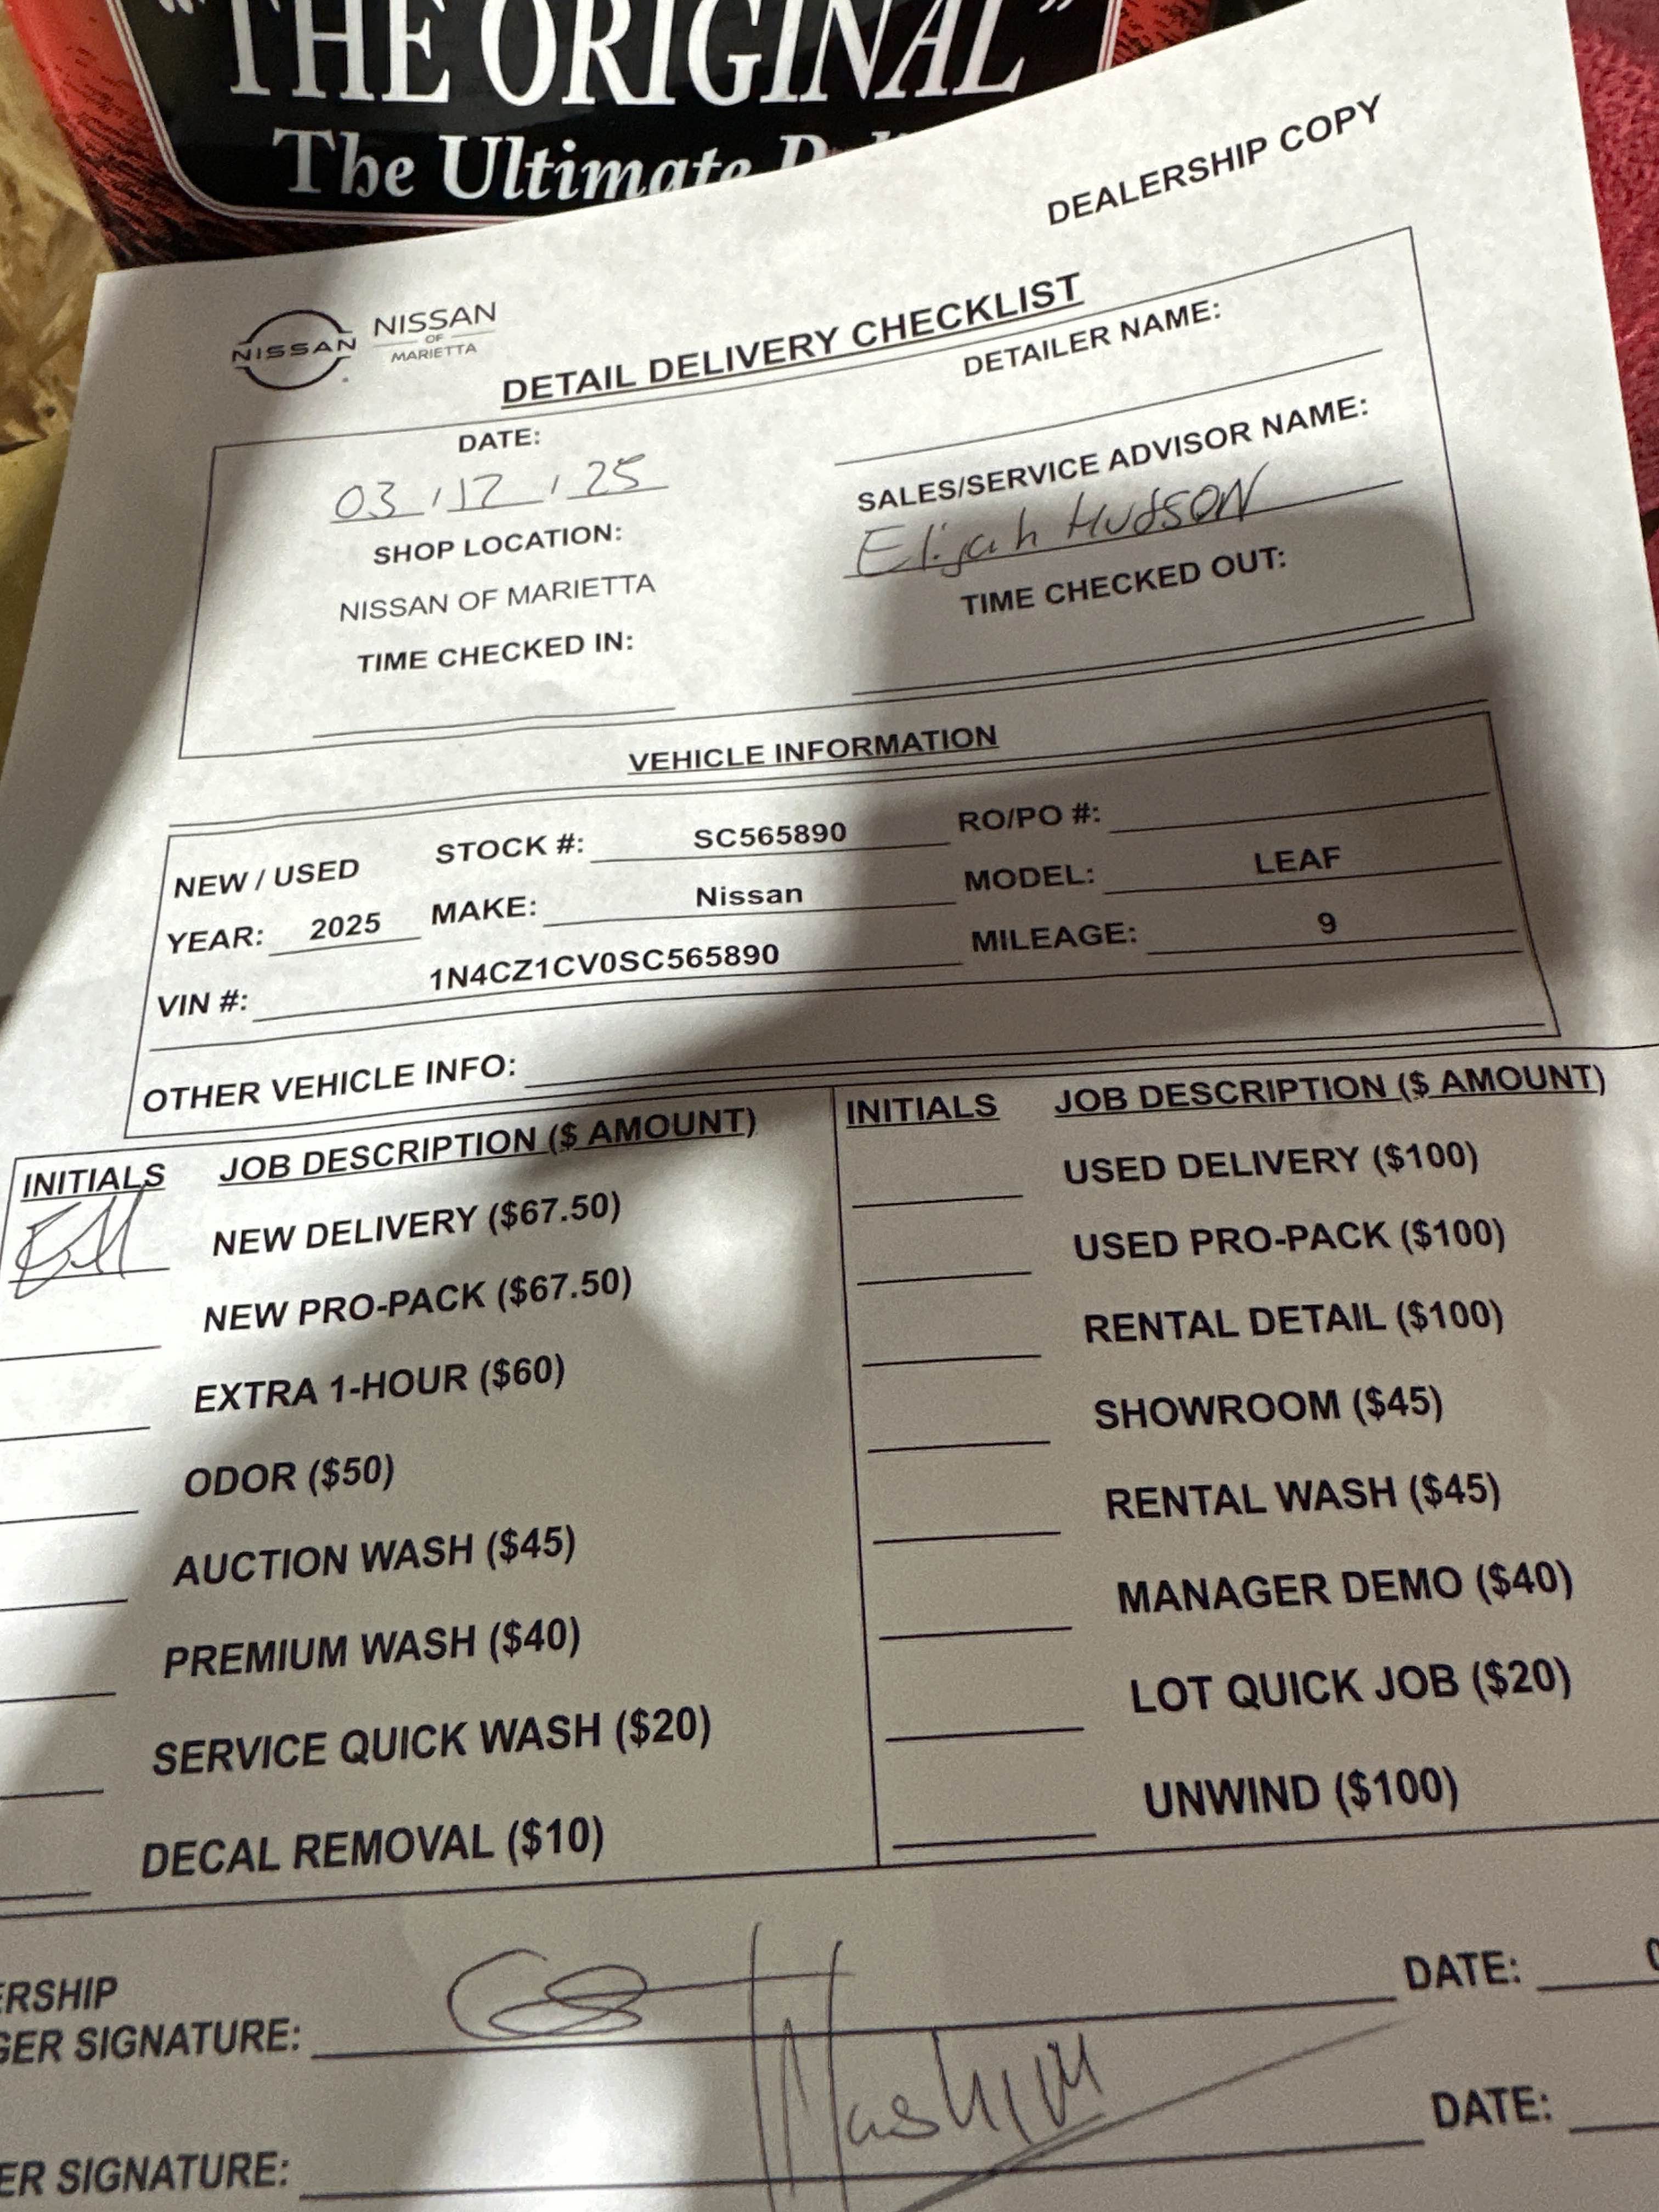 "THE ORIGINAL"
The Ultimate
DEALERSHIP COPY
NISSAN
NISSAN
OF
MARIETTA
DETAIL DELIVERY CHECKLIST
DATE:
03 / 12 / 25
SHOP LOCATION:
NISSAN OF MARIETTA
TIME CHECKED IN:
DETAILER NAME:
SALES/SERVICE ADVISOR NAME:
Elijah Hudson
TIME CHECKED OUT:
VEHICLE INFORMATION
NEW / USED STOCK #: SC565890 RO/PO #:
YEAR: 2025 MAKE: Nissan MODEL: LEAF
VIN #: 1N4CZ1CV0SC565890 MILEAGE: 9
OTHER VEHICLE INFO:
INITIALS JOB DESCRIPTION ($ AMOUNT)
NEW DELIVERY ($67.50)
NEW PRO-PACK ($67.50)
EXTRA 1-HOUR ($60)
ODOR ($50)
AUCTION WASH ($45)
PREMIUM WASH ($40)
SERVICE QUICK WASH ($20)
DECAL REMOVAL ($10)
INITIALS JOB DESCRIPTION ($ AMOUNT)
USED DELIVERY ($100)
USED PRO-PACK ($100)
RENTAL DETAIL ($100)
SHOWROOM ($45)
RENTAL WASH ($45)
MANAGER DEMO ($40)
LOT QUICK JOB ($20)
UNWIND ($100)
ERSHIP
GER SIGNATURE: DATE: 0
ER SIGNATURE: DATE: